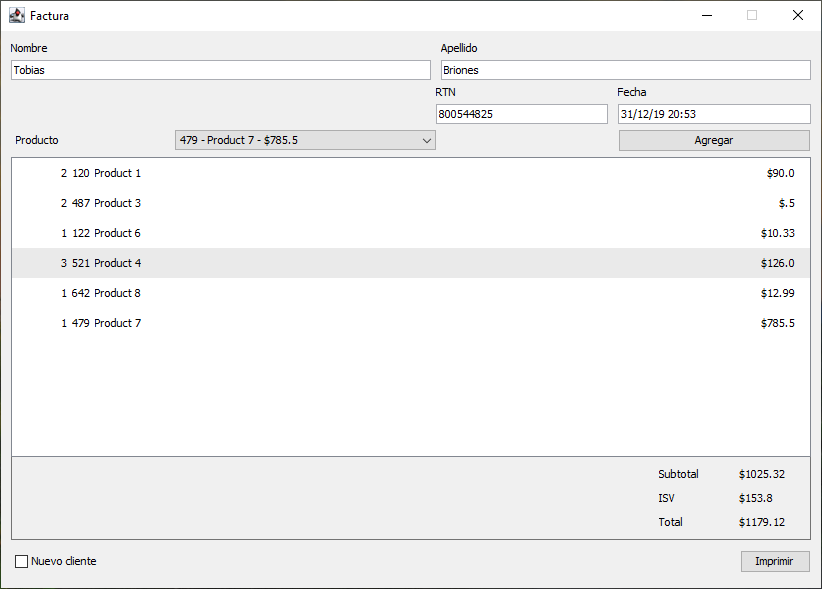 Factura
Nombre Apellido
Tobias Briones
RTN Fecha
800544825 31/12/19 20:53
Producto 479 - Product 7 - $785.5 Agregar
2 120 Product 1 $90.0
2 487 Product 3 $.5
1 122 Product 6 $10.33
3 521 Product 4 $126.0
1 642 Product 8 $12.99
1 479 Product 7 $785.5
Subtotal $1025.32
ISV $153.8
Total $1179.12
Nuevo cliente Imprimir